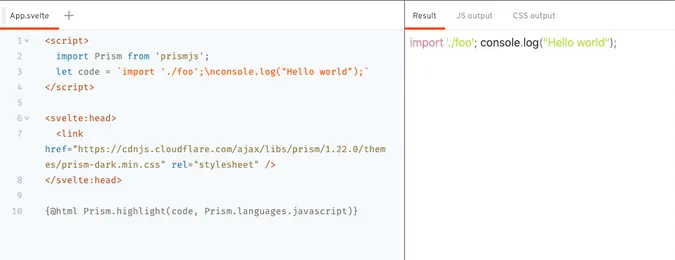 App.svelte +
1 <script>
2 import Prism from 'prismjs';
3 let code = `import './foo';\nconsole.log("Hello world");`
4 </script>
5
6 <svelte:head>
7 <link
href="https://cdnjs.cloudflare.com/ajax/libs/prism/1.22.0/them
es/prism-dark.min.css" rel="stylesheet" />
8 </svelte:head>
9
10 {@html Prism.highlight(code, Prism.languages.javascript)}
Result JS output CSS output
import './foo'; console.log("Hello world");